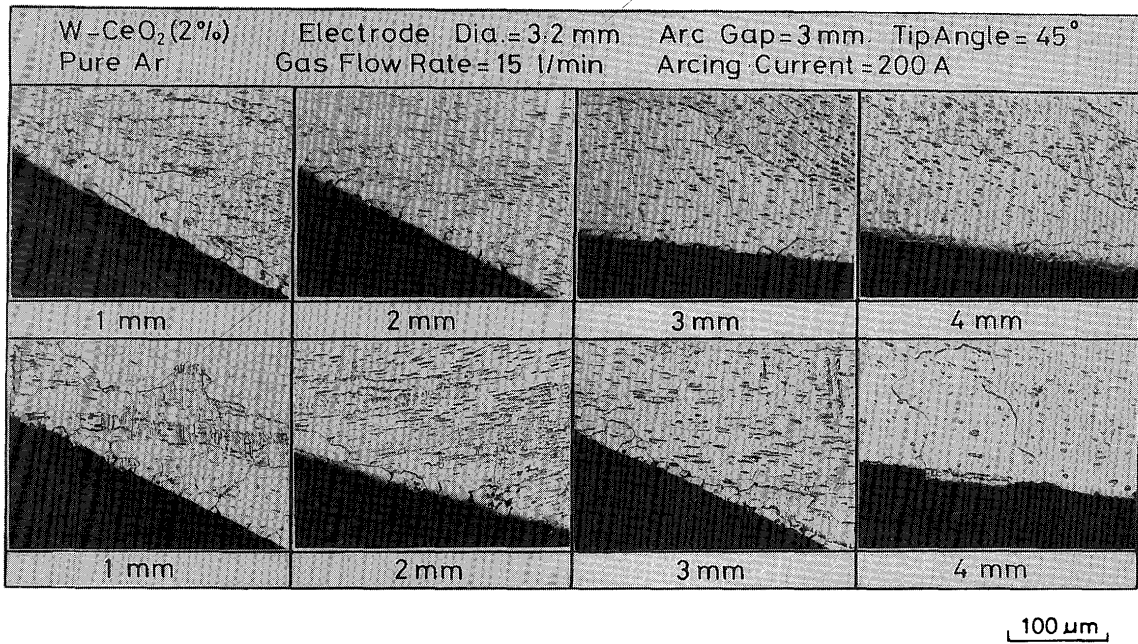 W-CeO₂(2%) Electrode Dia.=3.2 mm Arc Gap=3mm. Tip Angle=45°
Pure Ar Gas Flow Rate=15 l/min Arcing Current=200 A
1 mm 2 mm 3 mm 4 mm
1 mm 2 mm 3 mm 4 mm
100 µm